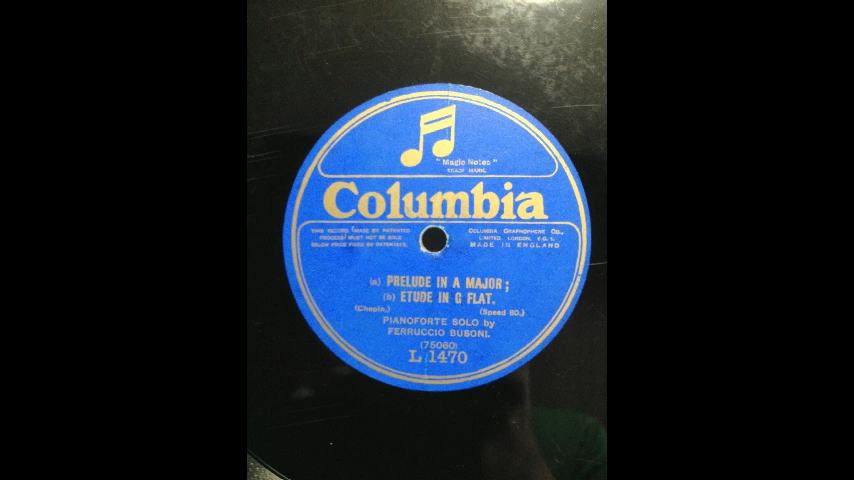 "Magic Notes"
TRADE MARK.
Columbia
THIS RECORD MADE BY PATENTED
PROCESS MUST NOT BE SOLD
BELOW PRICE FIXED BY PATENTEES.
COLUMBIA GRAPHOPHONE CO.,
LIMITED. LONDON, E.C.1.
MADE IN ENGLAND
(a) PRELUDE IN A MAJOR;
(b) ETUDE IN G FLAT.
(Chopin.) (Speed 80.)
PIANOFORTE SOLO by
FERRUCCIO BUSONI.
(75060)
L 1470